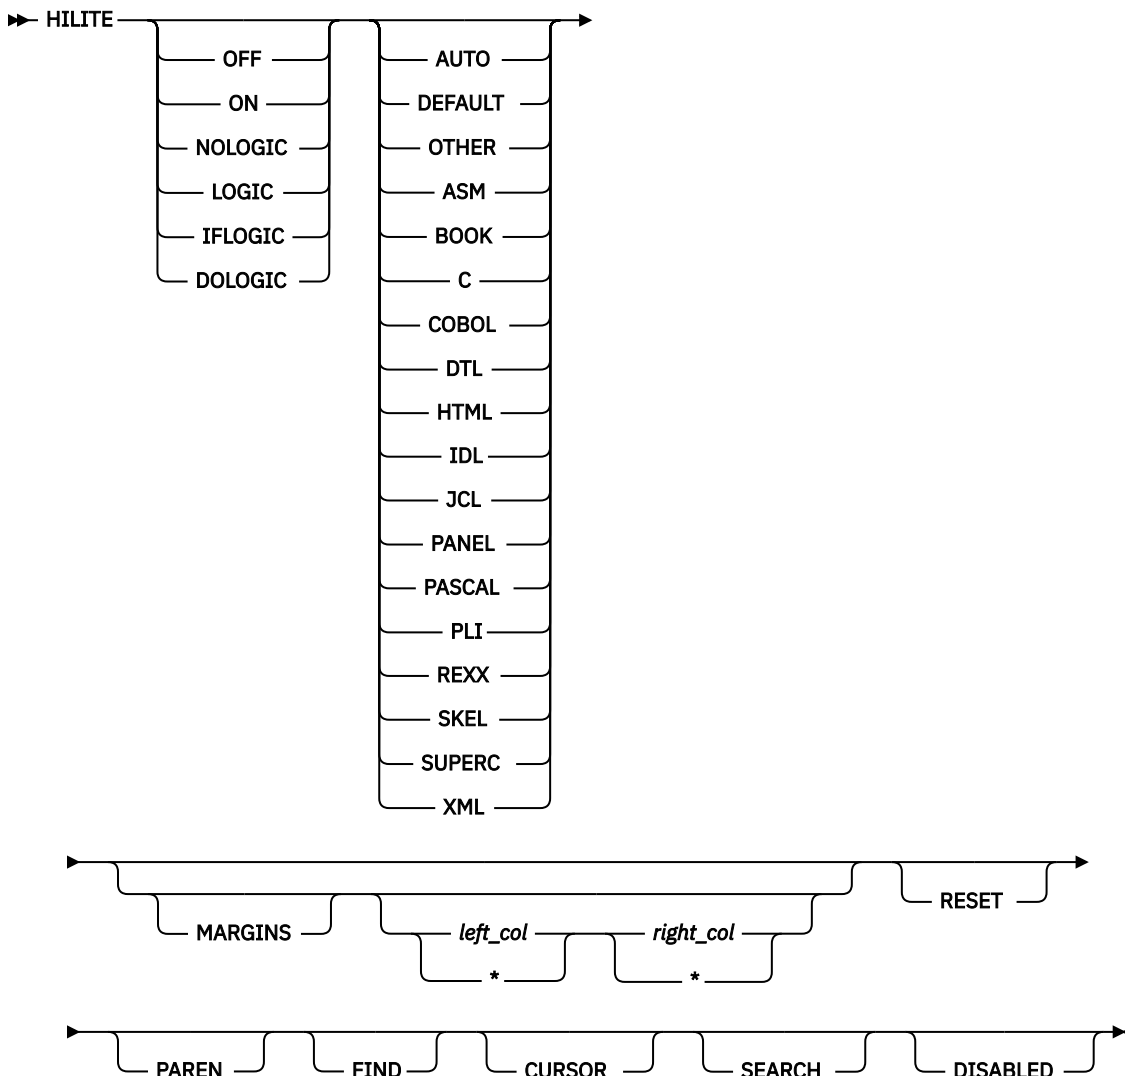 HILITE
OFF
ON
NOLOGIC
LOGIC
IFLOGIC
DOLOGIC
AUTO
DEFAULT
OTHER
ASM
BOOK
C
COBOL
DTL
HTML
IDL
JCL
PANEL
PASCAL
PLI
REXX
SKEL
SUPERC
XML
MARGINS
left_col
*
right_col
*
RESET
PAREN FIND CURSOR SEARCH DISABLED